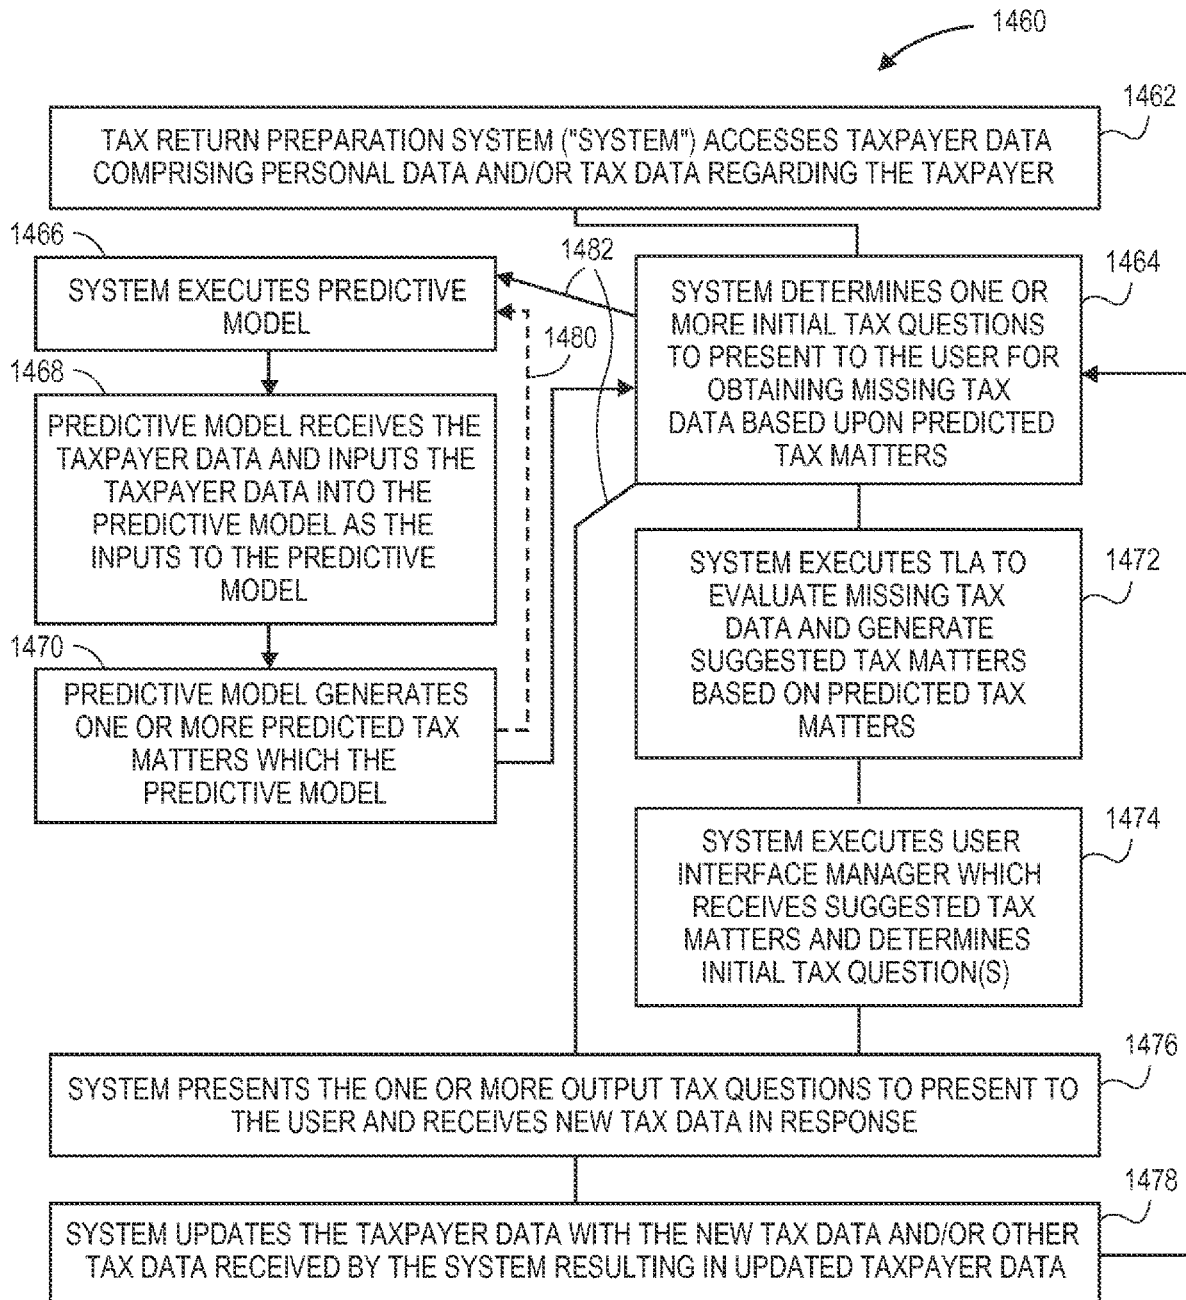 1460
1462
TAX RETURN PREPARATION SYSTEM ("SYSTEM") ACCESSES TAXPAYER DATA
COMPRISING PERSONAL DATA AND/OR TAX DATA REGARDING THE TAXPAYER
1466
SYSTEM EXECUTES PREDICTIVE
MODEL
1482
1480
1464
SYSTEM DETERMINES ONE OR
MORE INITIAL TAX QUESTIONS
TO PRESENT TO THE USER FOR
OBTAINING MISSING TAX
DATA BASED UPON PREDICTED
TAX MATTERS
1468
PREDICTIVE MODEL RECEIVES THE
TAXPAYER DATA AND INPUTS THE
TAXPAYER DATA INTO THE
PREDICTIVE MODEL AS THE
INPUTS TO THE PREDICTIVE
MODEL
1470
PREDICTIVE MODEL GENERATES
ONE OR MORE PREDICTED TAX
MATTERS WHICH THE
PREDICTIVE MODEL
1472
SYSTEM EXECUTES TLA TO
EVALUATE MISSING TAX
DATA AND GENERATE
SUGGESTED TAX MATTERS
BASED ON PREDICTED TAX
MATTERS
1474
SYSTEM EXECUTES USER
INTERFACE MANAGER WHICH
RECEIVES SUGGESTED TAX
MATTERS AND DETERMINES
INITIAL TAX QUESTION(S)
1476
SYSTEM PRESENTS THE ONE OR MORE OUTPUT TAX QUESTIONS TO PRESENT TO
THE USER AND RECEIVES NEW TAX DATA IN RESPONSE
1478
SYSTEM UPDATES THE TAXPAYER DATA WITH THE NEW TAX DATA AND/OR OTHER
TAX DATA RECEIVED BY THE SYSTEM RESULTING IN UPDATED TAXPAYER DATA